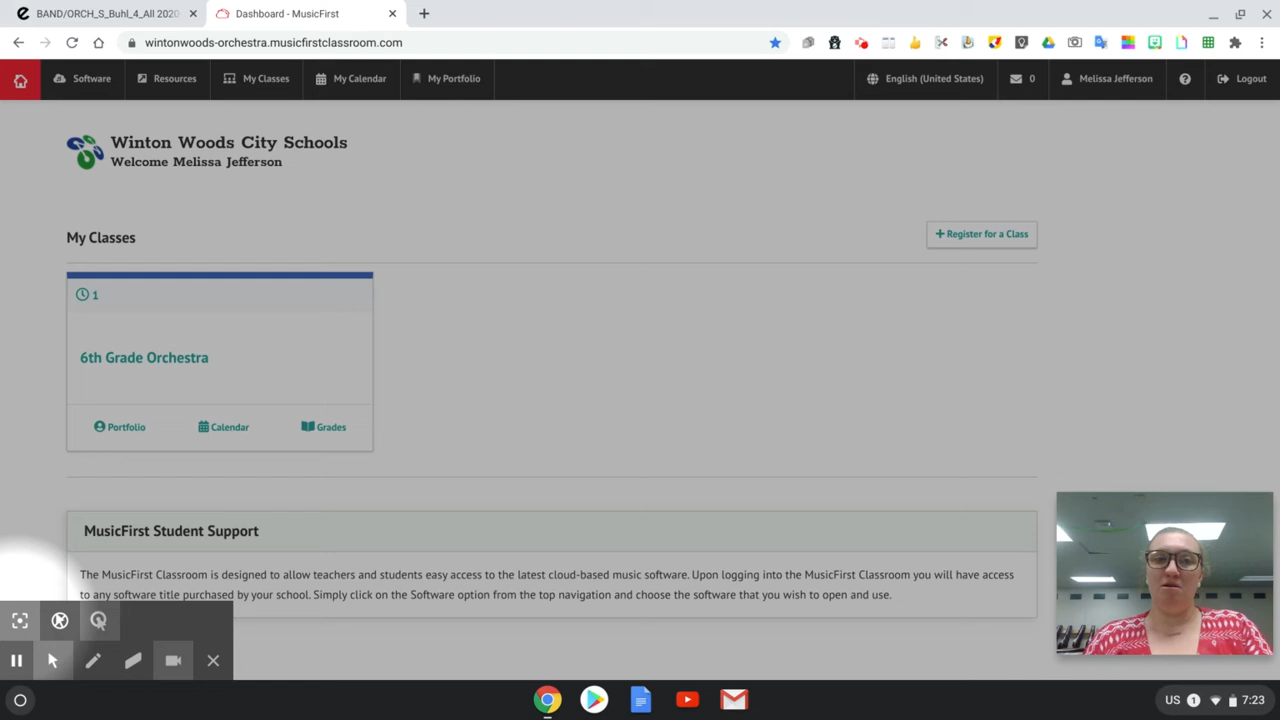 BAND/ORCH_S_Buhl_4_All 2020
Dashboard - MusicFirst
wintonwoods-orchestra.musicfirstclassroom.com
Software
Resources
My Classes
My Calendar
My Portfolio
English (United States)
0
Melissa Jefferson
Logout
Winton Woods City Schools
Welcome Melissa Jefferson
My Classes
+ Register for a Class
1
6th Grade Orchestra
Portfolio
Calendar
Grades
MusicFirst Student Support
The MusicFirst Classroom is designed to allow teachers and students easy access to the latest cloud-based music software. Upon logging into the MusicFirst Classroom you will have access
to any software title purchased by your school. Simply click on the Software option from the top navigation and choose the software that you wish to open and use.
US 1 7:23